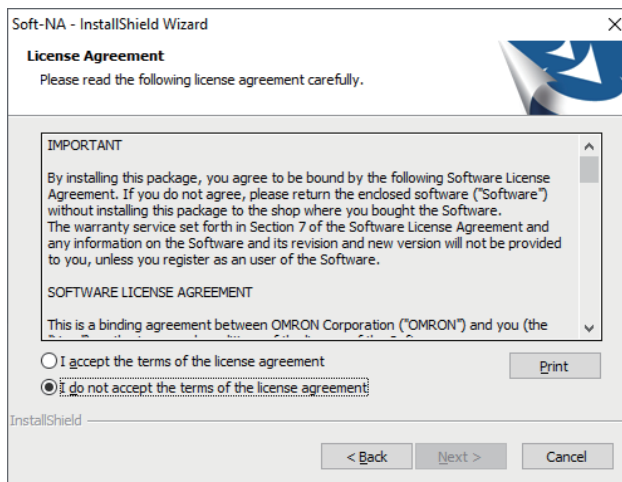 Soft-NA - InstallShield Wizard
License Agreement
Please read the following license agreement carefully.
IMPORTANT
By installing this package, you agree to be bound by the following Software License
Agreement. If you do not agree, please return the enclosed software ("Software")
without installing this package to the shop where you bought the Software.
The warranty service set forth in Section 7 of the Software License Agreement and
any information on the Software and its revision and new version will not be provided
to you, unless you register as an user of the Software.
SOFTWARE LICENSE AGREEMENT
This is a binding agreement between OMRON Corporation ("OMRON") and you (the
I accept the terms of the license agreement
Print
I do not accept the terms of the license agreement
InstallShield
< Back
Next >
Cancel